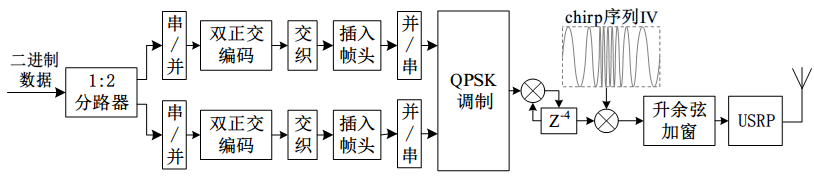 二进制
数据
1:2
分路器
串
/
并
双正交
编码
交
织
插入
帧头
并
/
串
串
/
并
双正交
编码
交
织
插入
帧头
并
/
串
QPSK
调制
Z⁻⁴
chirp序列IV
升余弦
加窗
USRP